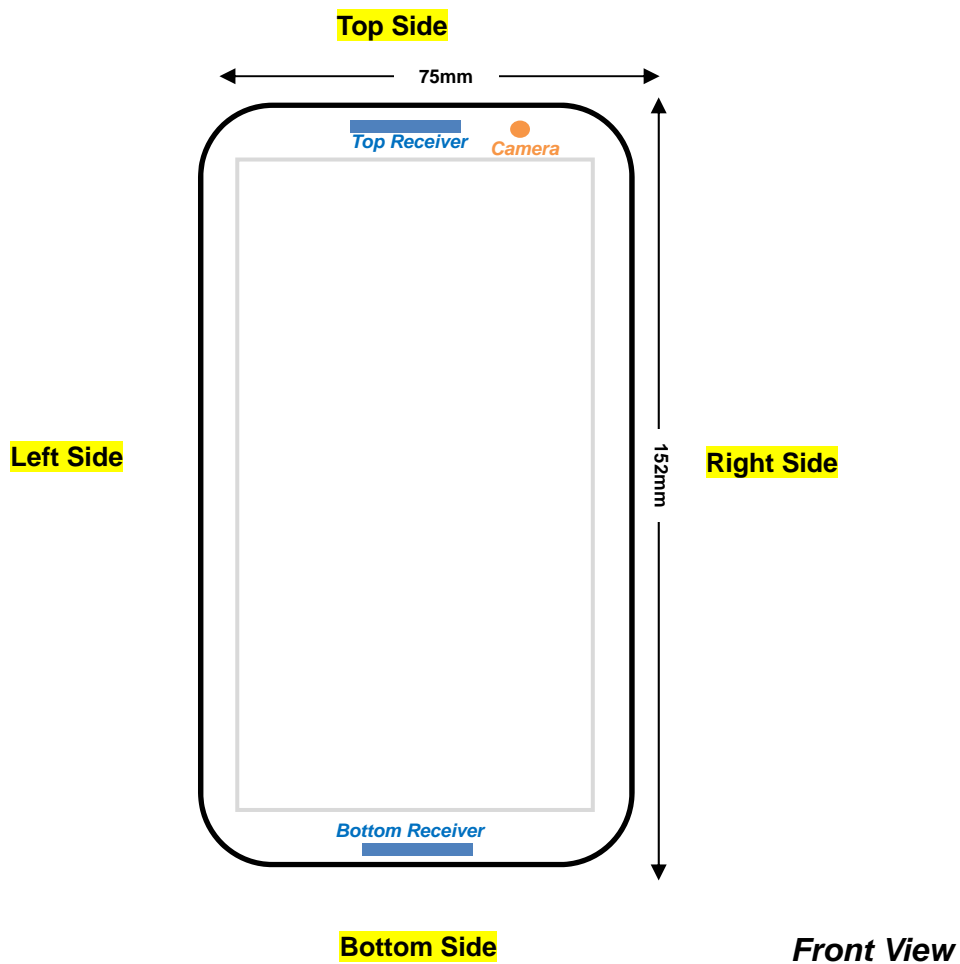 Top Side
75mm
Top Receiver
Camera
Left Side
152mm
Right Side
Bottom Receiver
Bottom Side
Front View